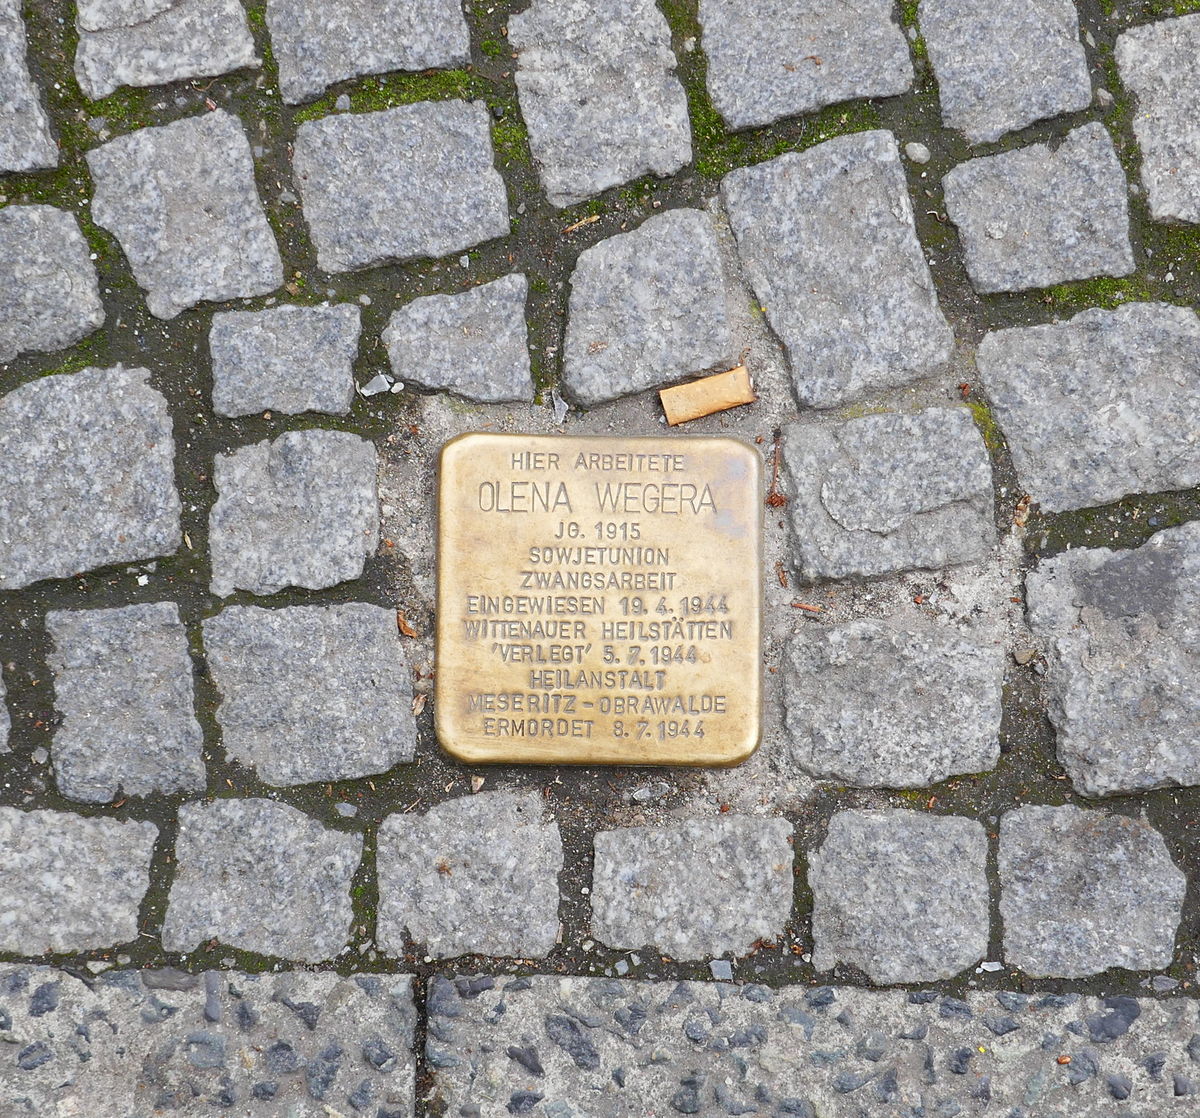 HIER ARBEITETE
OLENA WEGERA
JG. 1915
SOWJETUNION
ZWANGSARBEIT
EINGEWIESEN 19.4.1944
WITTENAUER HEILSTÄTTEN
'VERLEGT' 5.7.1944
HEILANSTALT
MESERITZ-OBRAWALDE
ERMORDET 8.7.1944